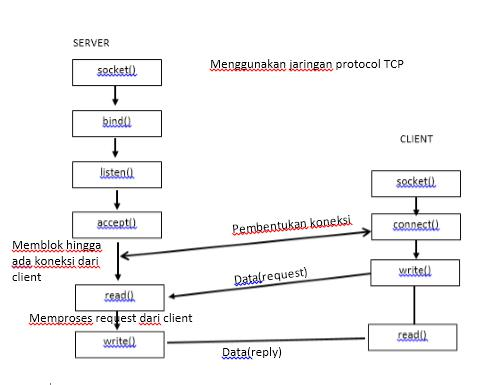 SERVER
socket()
Menggunakan jaringan protocol TCP
bind()
CLIENT
listen()
socket()
accept()
Pembentukan koneksi
connect()
Memblok hingga
ada koneksi dari
client
write()
Data(request)
read()
Memproses request dari client
write()
read()
Data(reply)